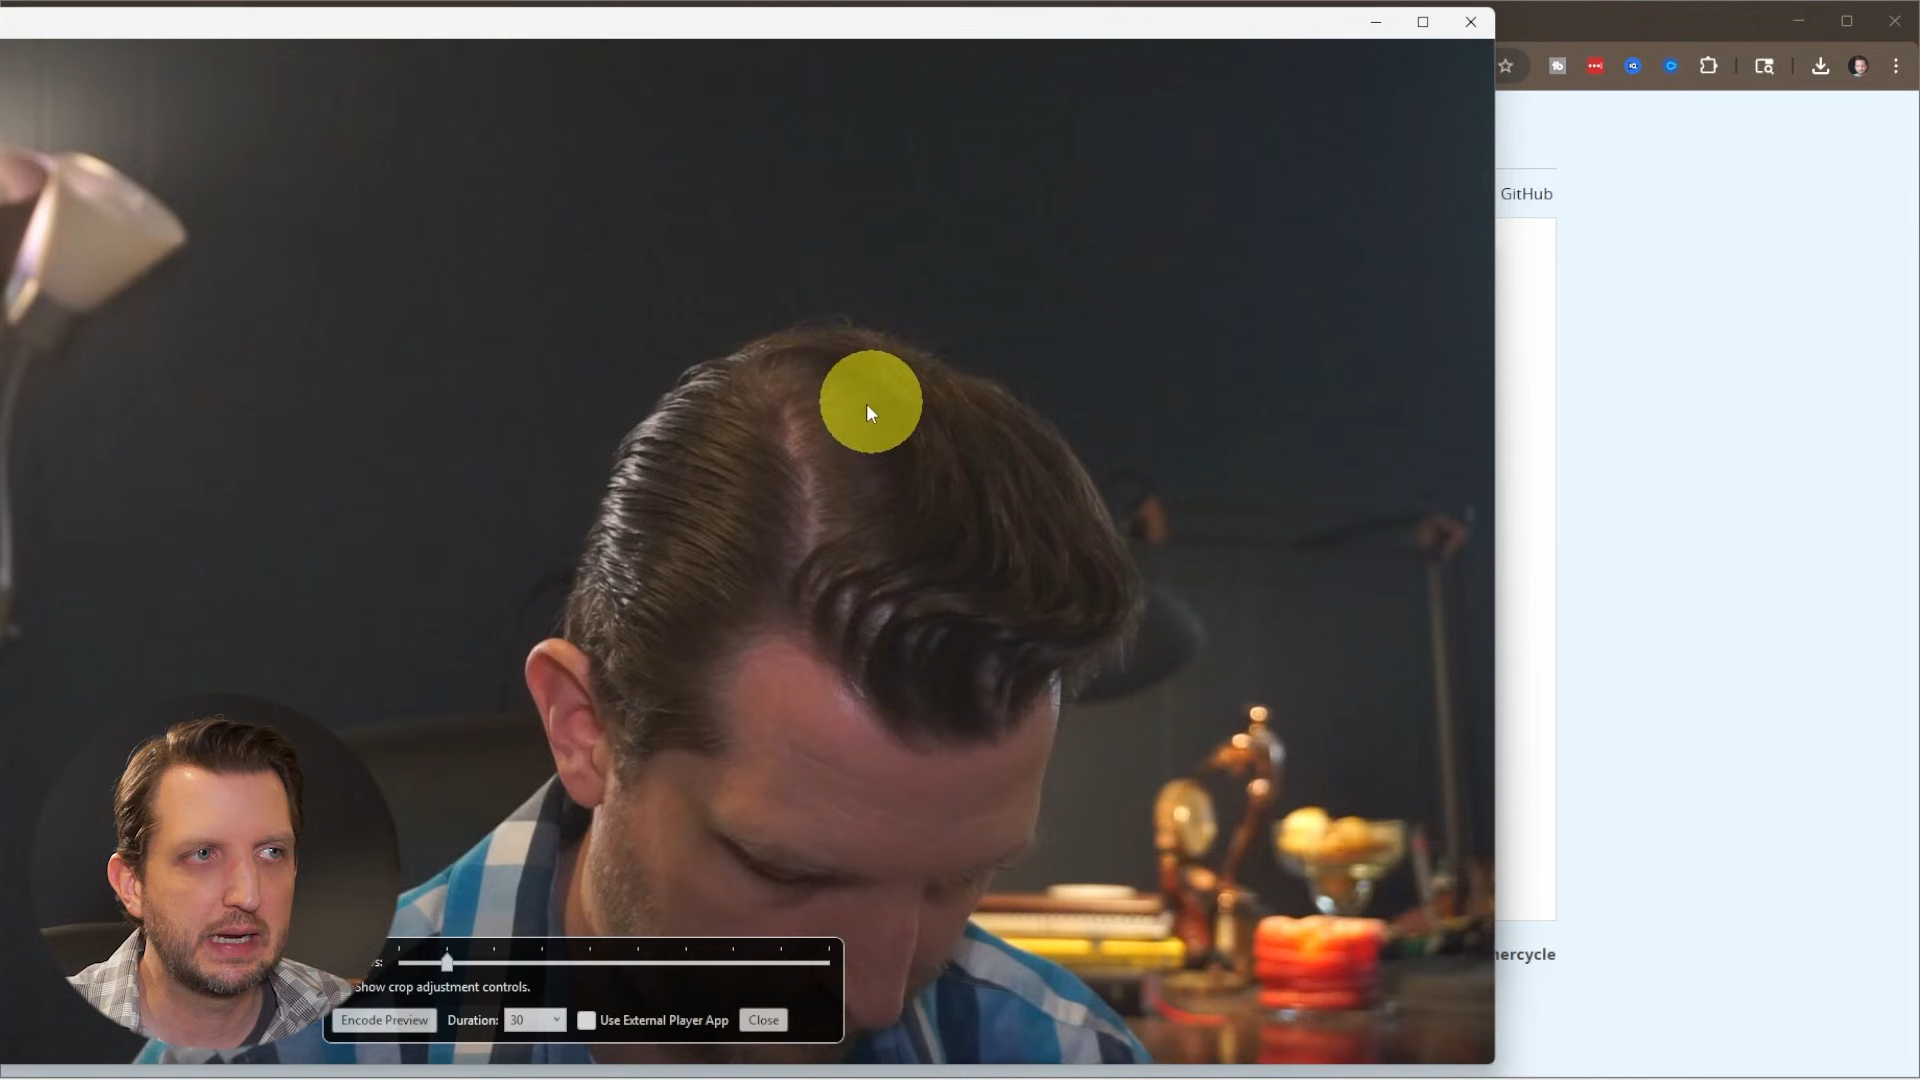 GitHub
s:
Show crop adjustment controls.
Encode Preview Duration: 30 Use External Player App Close
hercycle